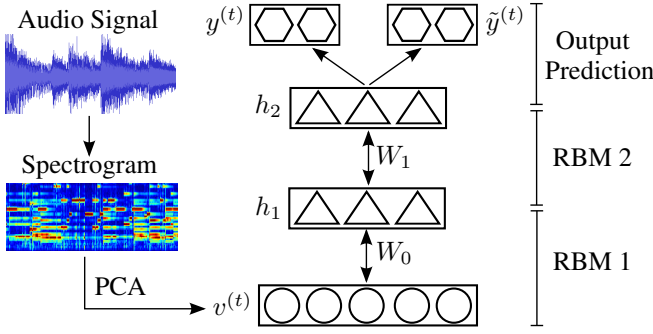 Audio Signal
Spectrogram
PCA
y^{(t)}
ỹ^{(t)}
h_2
W_1
h_1
W_0
v^{(t)}
Output
Prediction
RBM 2
RBM 1